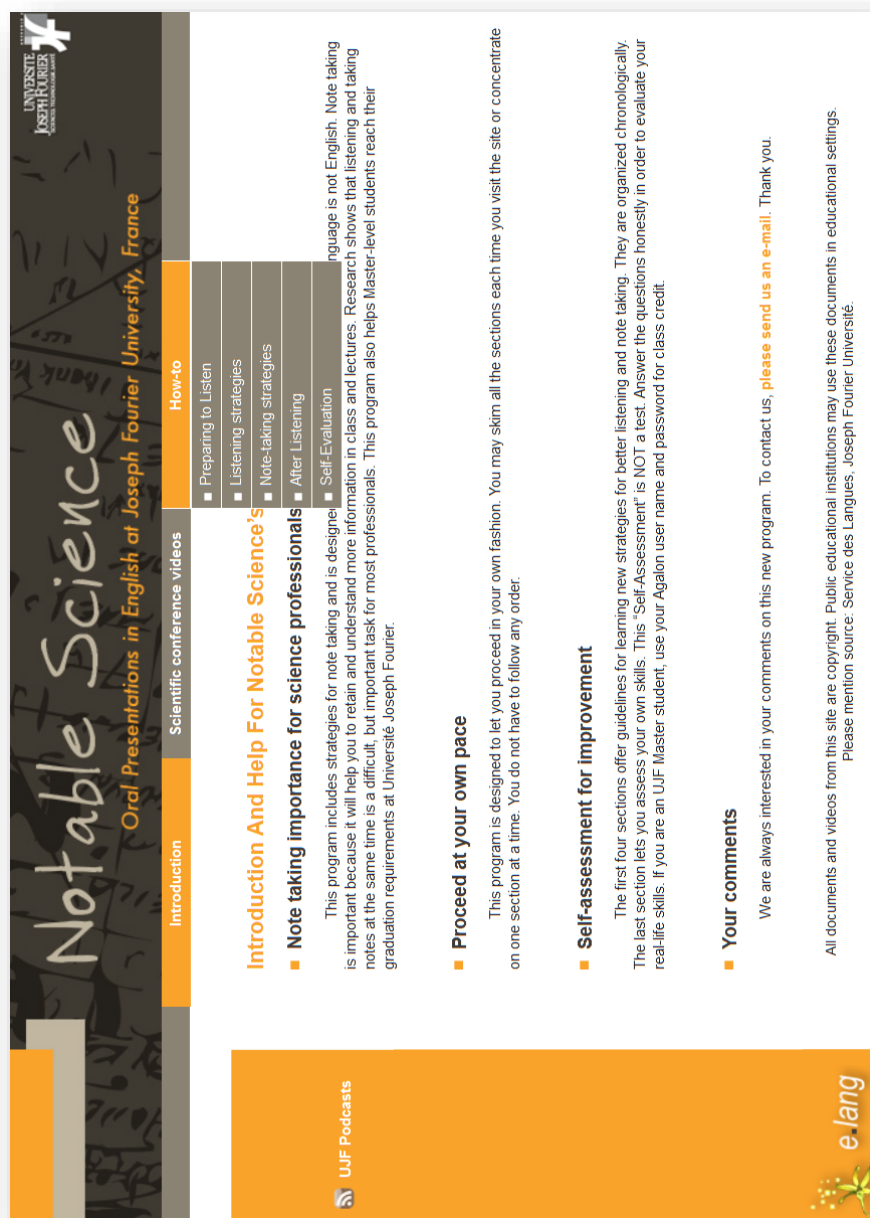 UNIVERSITE
JOSEPH FOURIER
SCIENCES. TECHNOLOGIE. SANTÉ
Notable Science
Oral Presentations in English at Joseph Fourier University, France
Introduction
Scientific conference videos
How-to
Preparing to Listen
Listening strategies
Note-taking strategies
After Listening
Self-Evaluation
UJF Podcasts
Introduction And Help For Notable Science's
Note taking importance for science professionals
This program includes strategies for note taking and is designed nguage is not English. Note taking
is important because it will help you to retain and understand more information in class and lectures. Research shows that listening and taking
notes at the same time is a difficult, but important task for most professionals. This program also helps Master-level students reach their
graduation requirements at Université Joseph Fourier.
Proceed at your own pace
This program is designed to let you proceed in your own fashion. You may skim all the sections each time you visit the site or concentrate
on one section at a time. You do not have to follow any order.
Self-assessment for improvement
The first four sections offer guidelines for learning new strategies for better listening and note taking. They are organized chronologically.
The last section lets you assess your own skills. This "Self-Assessment" is NOT a test. Answer the questions honestly in order to evaluate your
real-life skills. If you are an UJF Master student, use your Agalon user name and password for class credit.
Your comments
We are always interested in your comments on this new program. To contact us, please send us an e-mail. Thank you.
All documents and videos from this site are copyright. Public educational institutions may use these documents in educational settings.
Please mention source: Service des Langues, Joseph Fourier Université.
e.lang